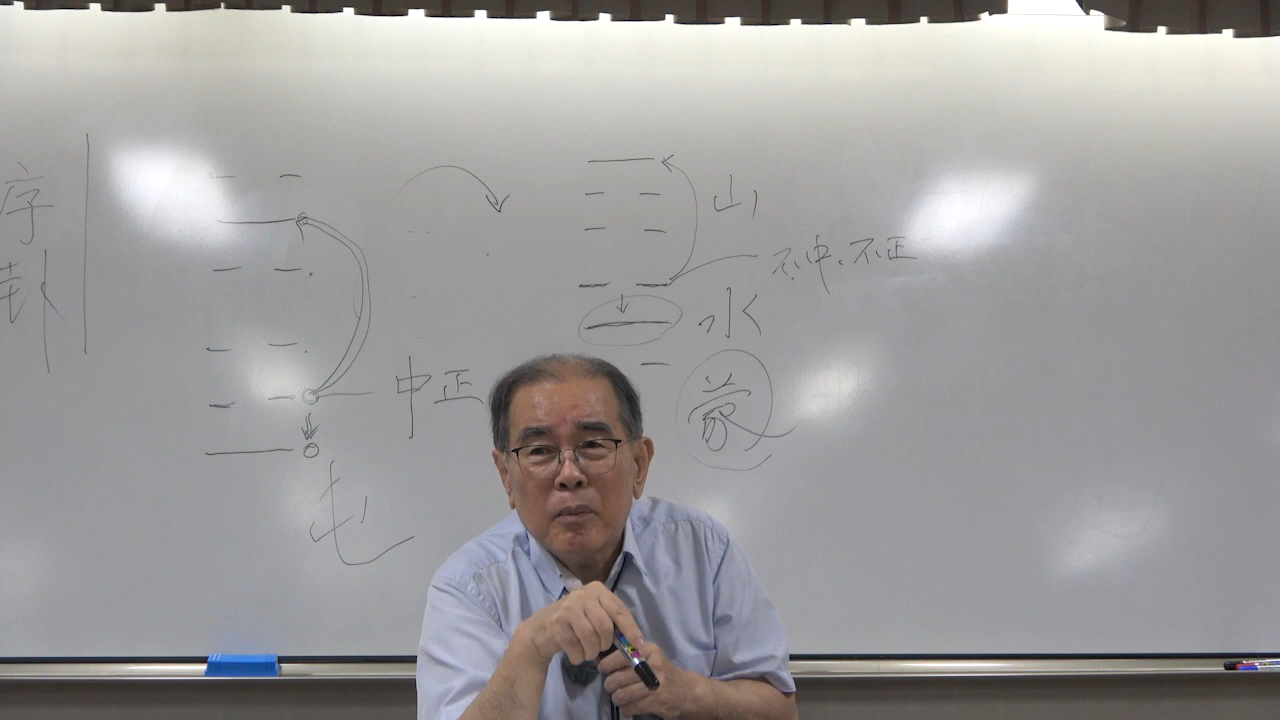 序
卦
中正
屯
山
不中、不正
水
蒙